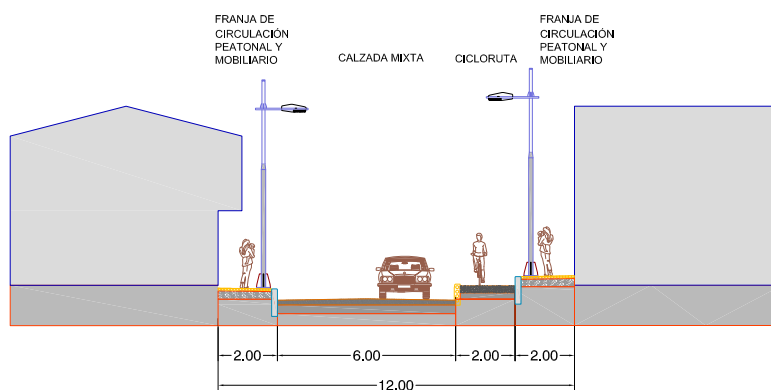 FRANJA DE
CIRCULACIÓN
PEATONAL Y
MOBILIARIO
CALZADA MIXTA
CICLORUTA
FRANJA DE
CIRCULACIÓN
PEATONAL Y
MOBILIARIO
2.00
6.00
2.00
2.00
12.00